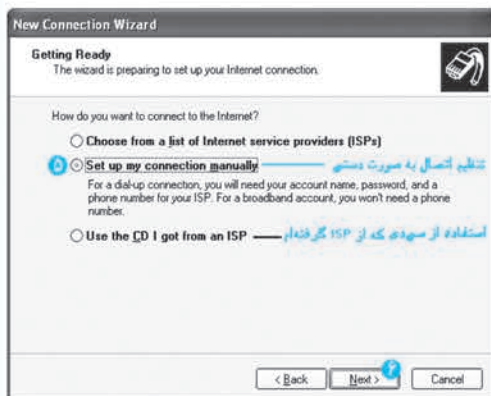 New Connection Wizard
Getting Ready
The wizard is preparing to set up your Internet connection.
How do you want to connect to the Internet?
Choose from a list of Internet service providers (ISPs)
۵ Set up my connection manually تنظیم اتصال به صورت دستی
For a dial-up connection, you will need your account name, password, and a
phone number for your ISP. For a broadband account, you won't need a phone
number.
Use the CD I got from an ISP استفاده از سی‌دی که از ISP گرفته‌ام
< Back Next > ۶ Cancel